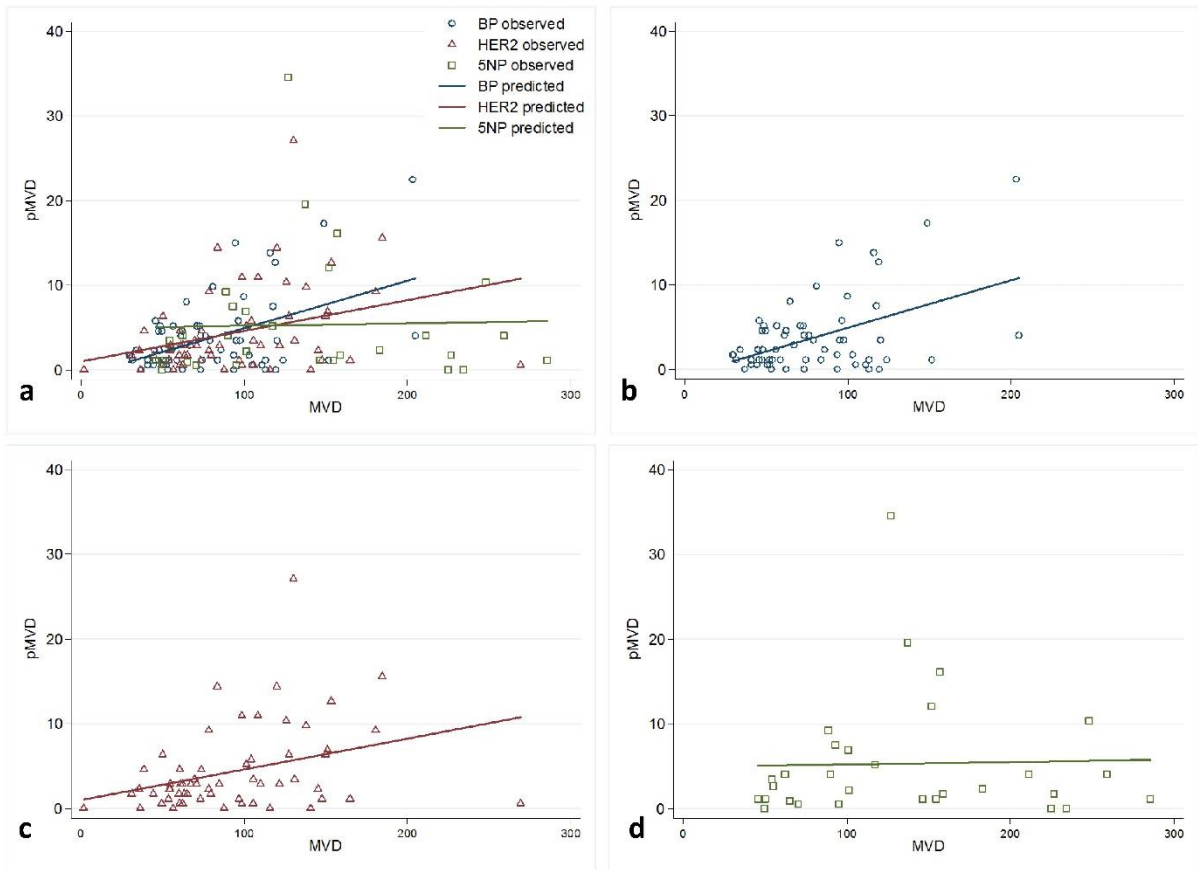 40
30
20
10
0
pMVD
BP observed
HER2 observed
5NP observed
BP predicted
HER2 predicted
5NP predicted
0 100 200 300
MVD
a
40
30
20
10
0
pMVD
0 100 200 300
MVD
b
40
30
20
10
0
pMVD
0 100 200 300
MVD
c
40
30
20
10
0
pMVD
0 100 200 300
MVD
d